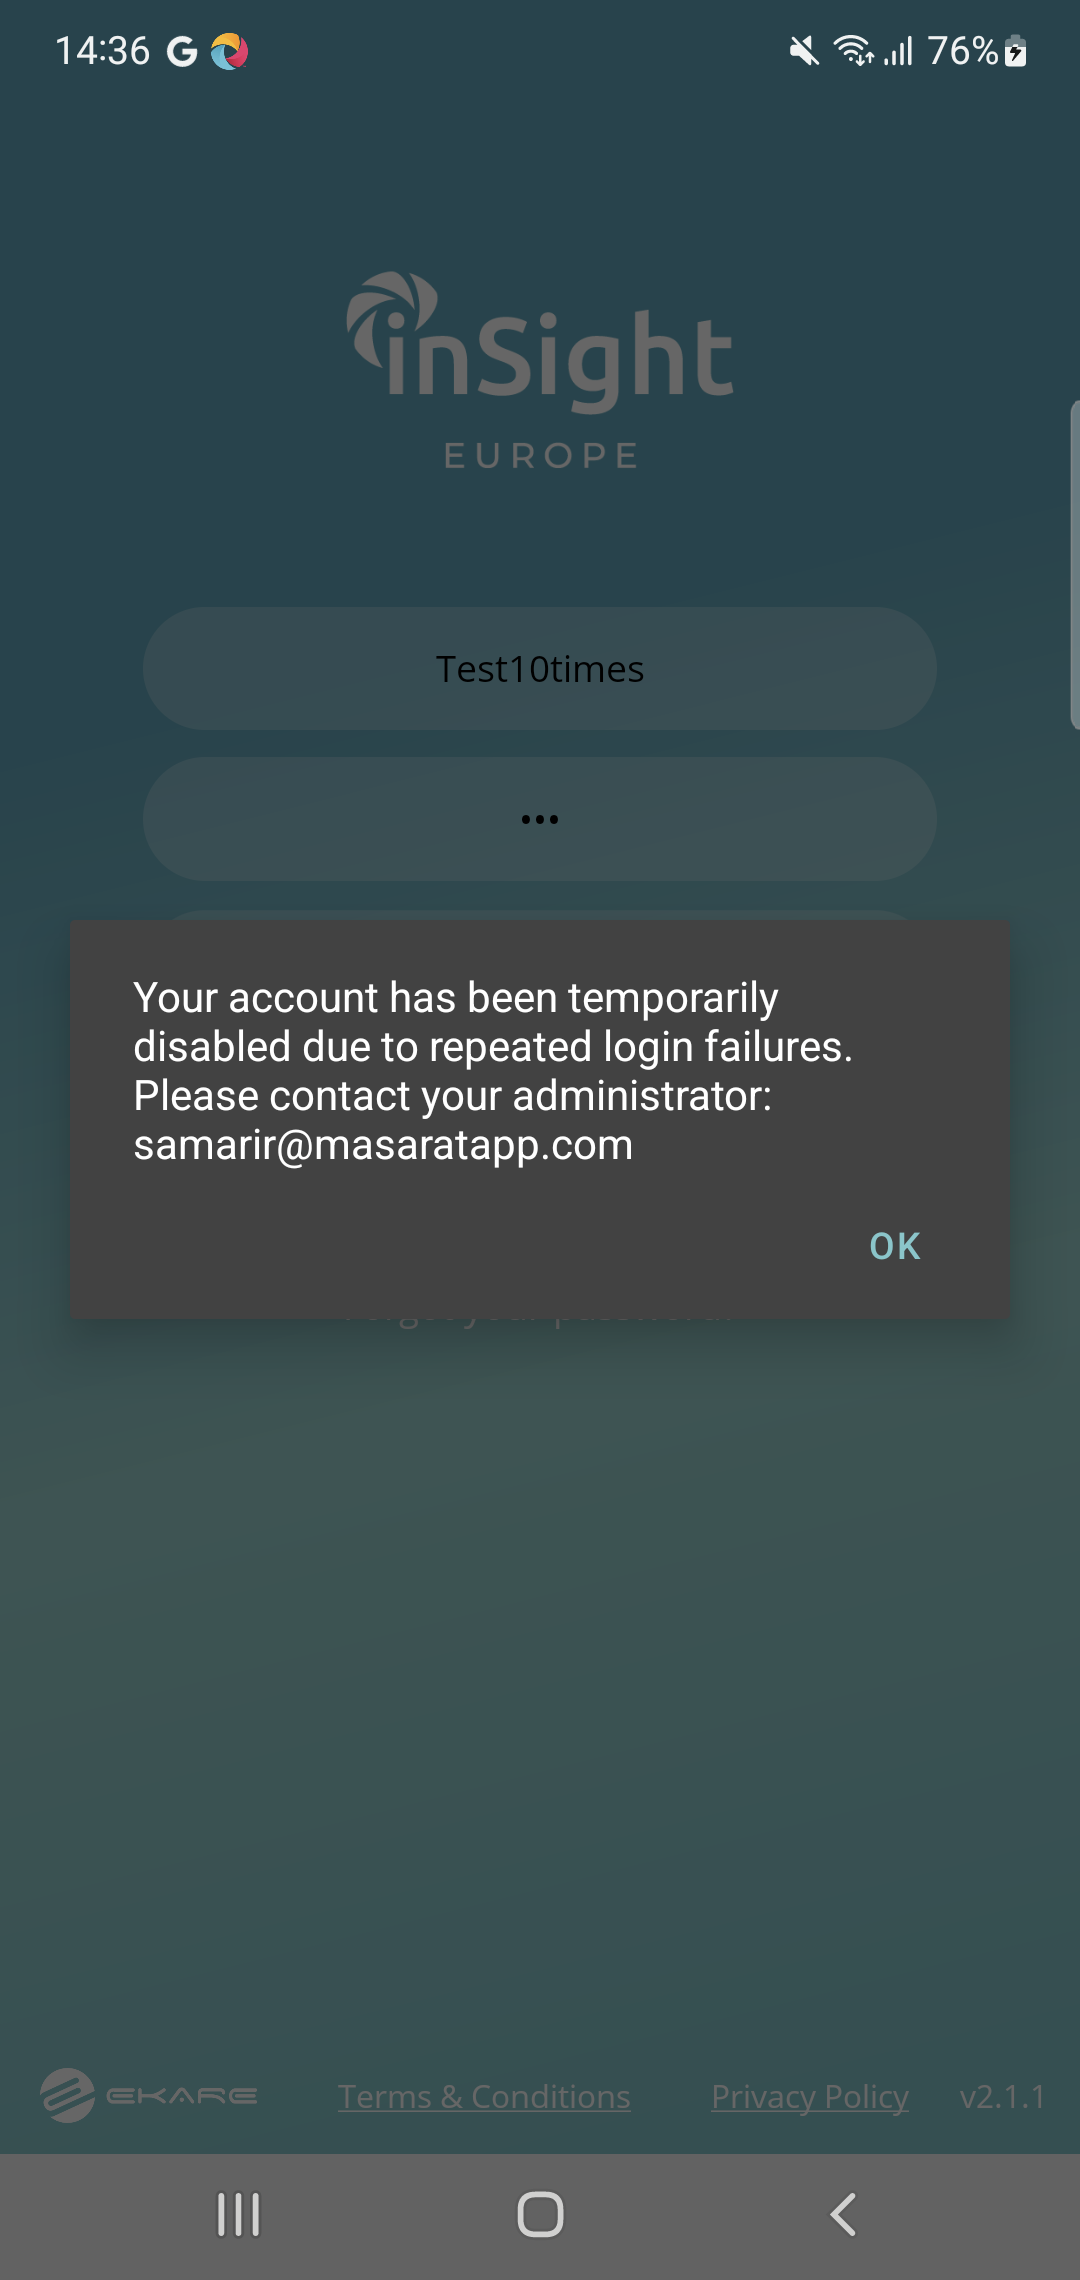 14:36 G 76%
inSight
EUROPE
Test10times
•••
Your account has been temporarily
disabled due to repeated login failures.
Please contact your administrator:
samarir@masaratapp.com
OK
EKARE Terms & Conditions Privacy Policy v2.1.1